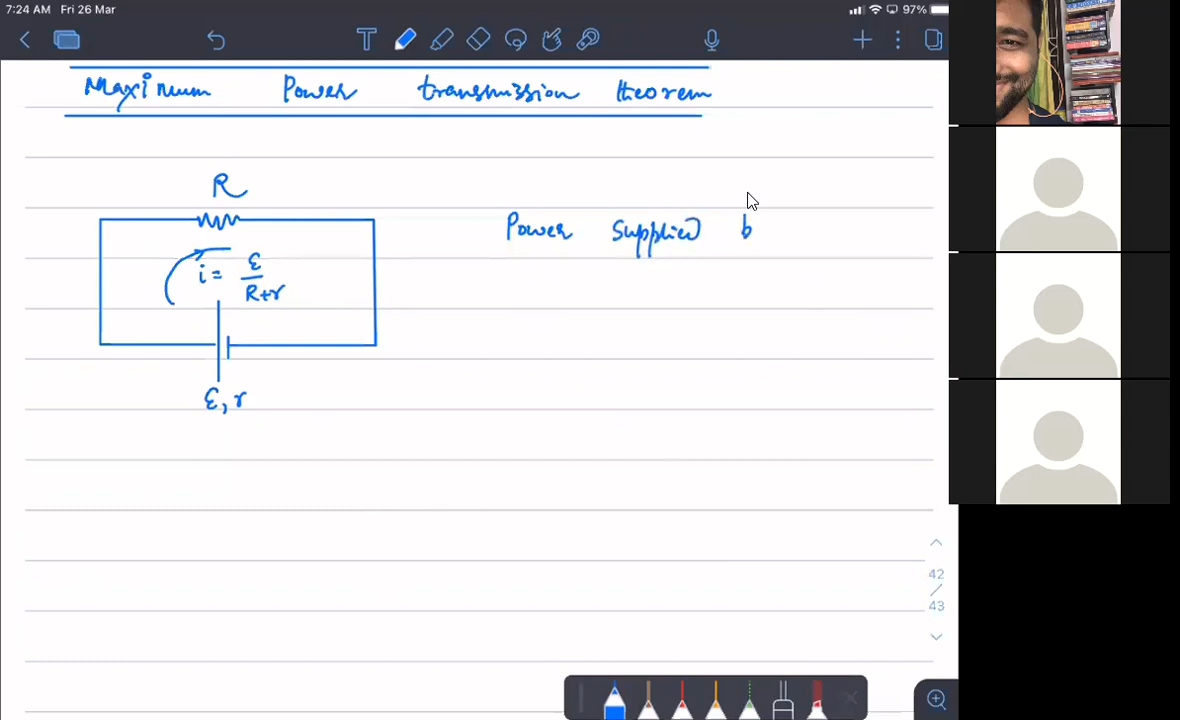 7:24 AM Fri 26 Mar
97%
Maximum Power transmission theorem
R
Power Supplied b
i = ε/R+r
ε, r
42
/
43